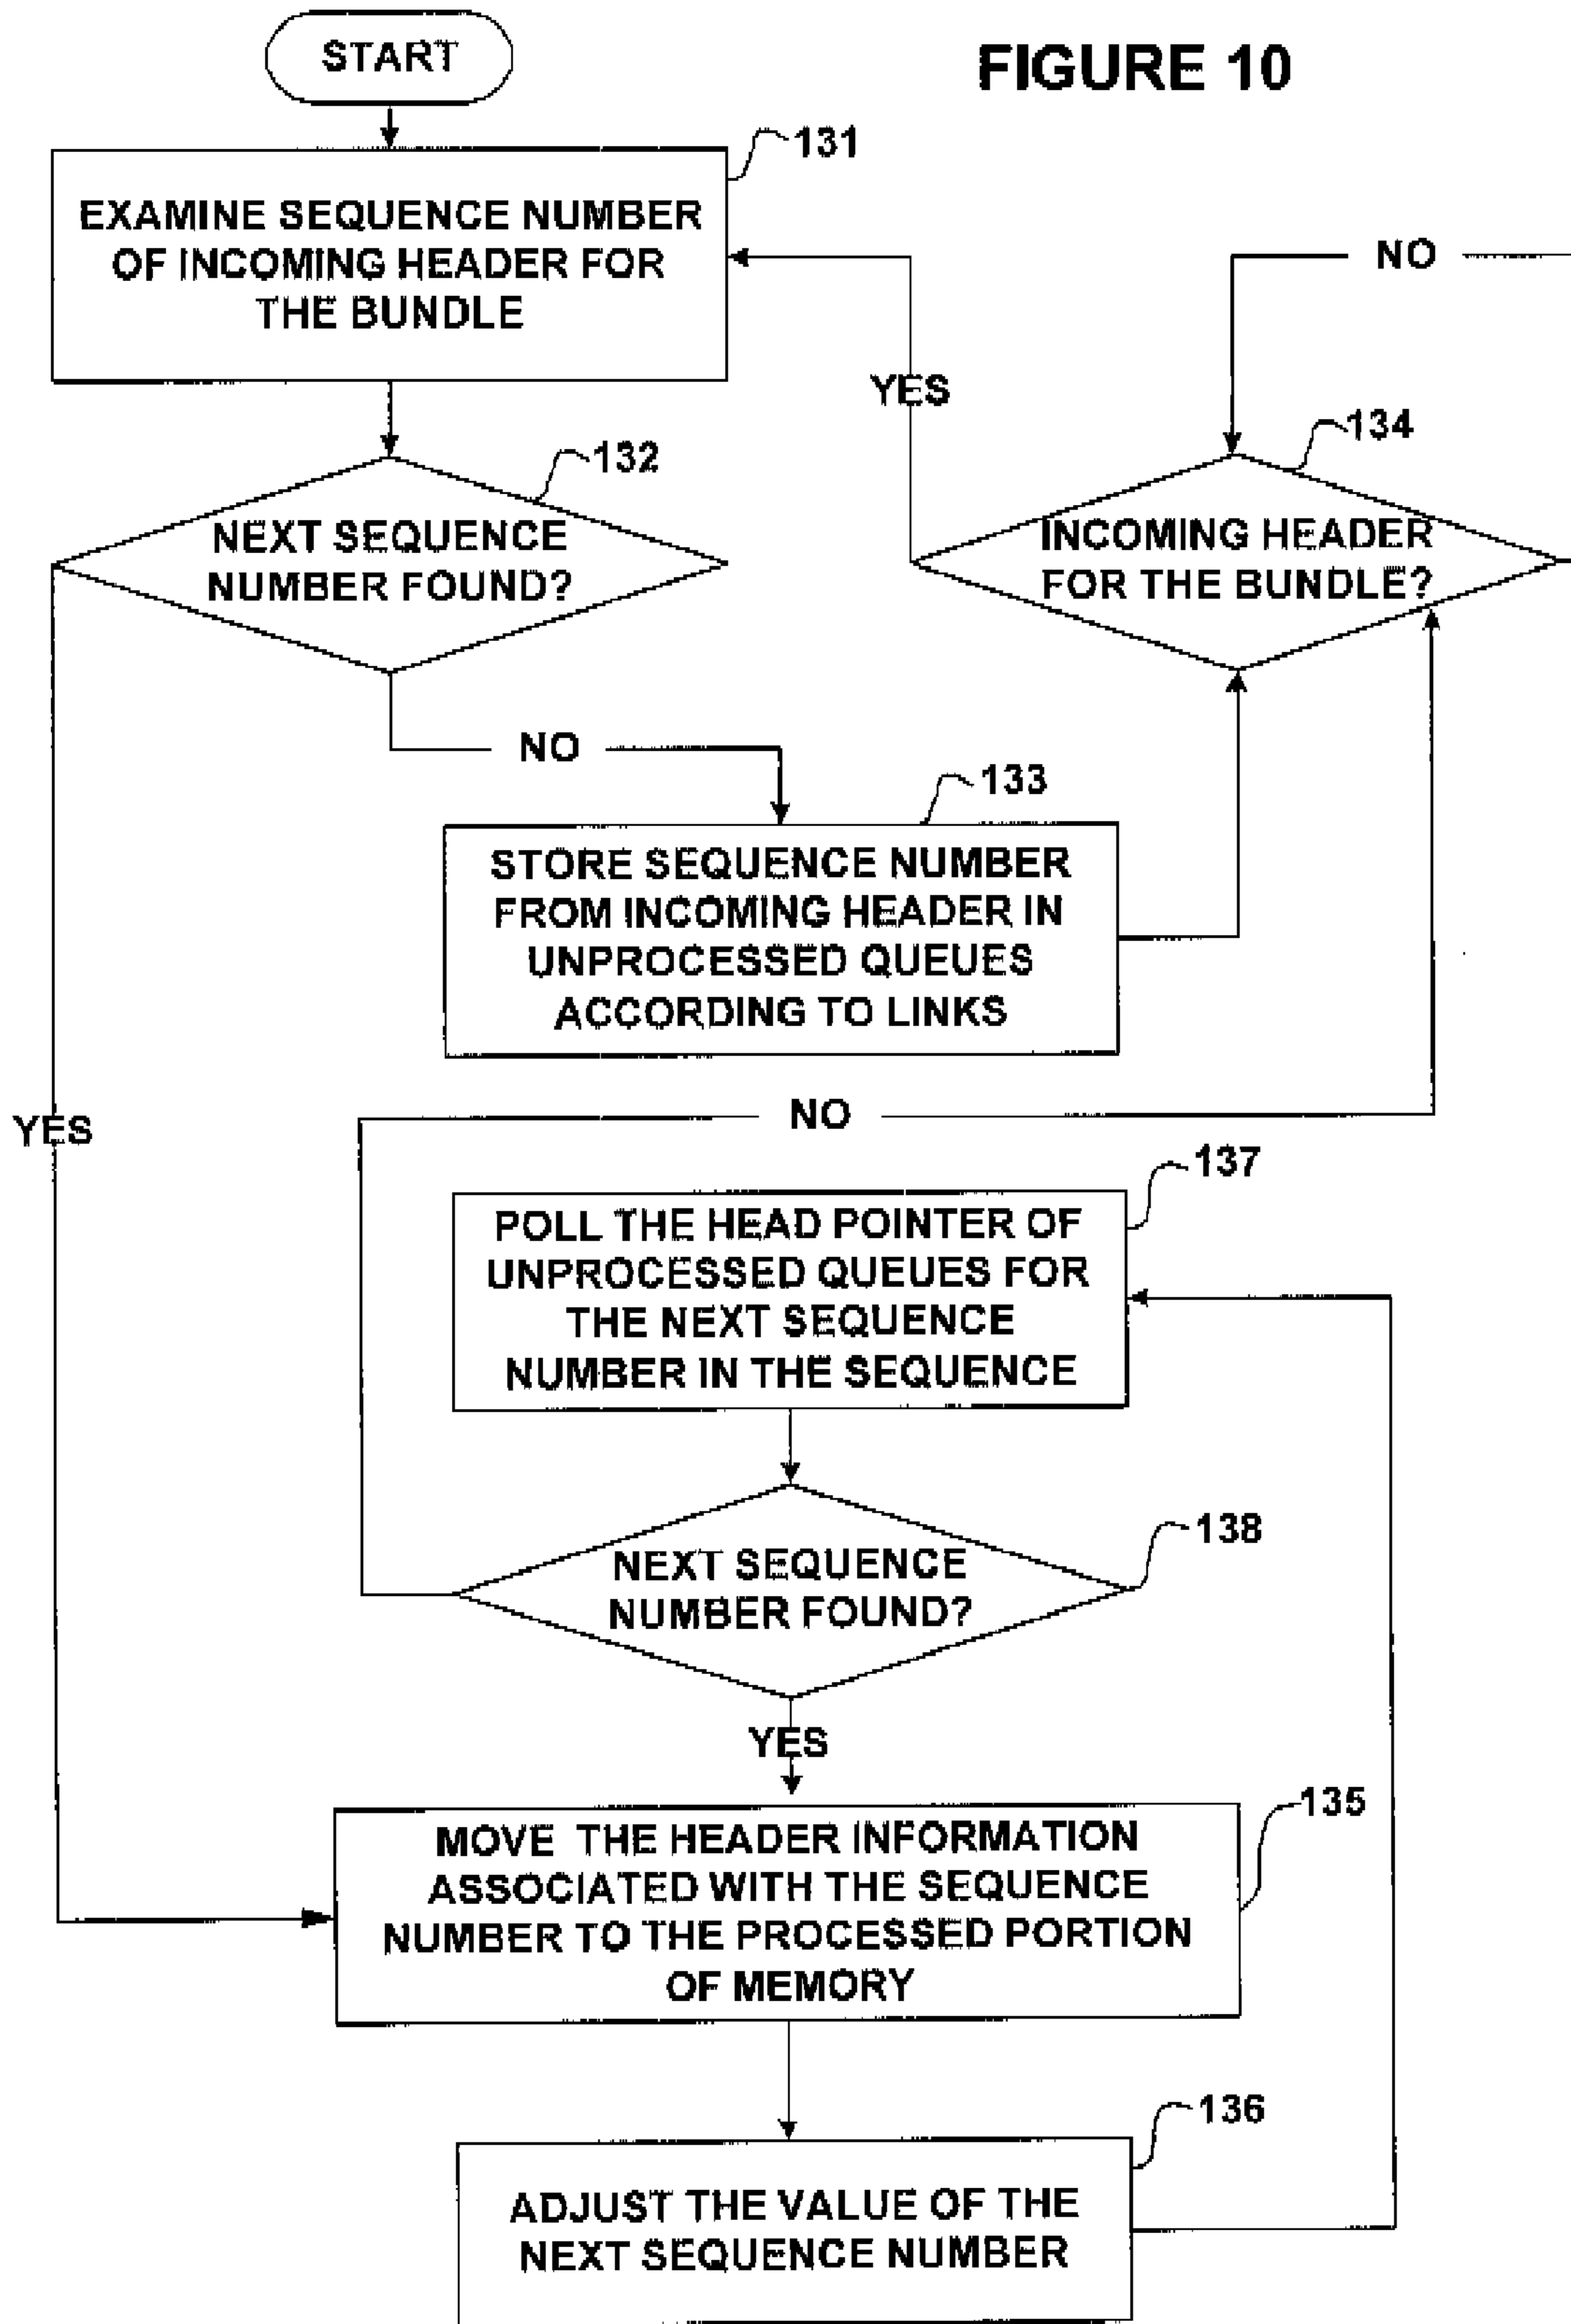 START
FIGURE 10
131
EXAMINE SEQUENCE NUMBER
OF INCOMING HEADER FOR
THE BUNDLE
NO
YES
132
134
NEXT SEQUENCE
NUMBER FOUND?
INCOMING HEADER
FOR THE BUNDLE?
NO
133
STORE SEQUENCE NUMBER
FROM INCOMING HEADER IN
UNPROCESSED QUEUES
ACCORDING TO LINKS
YES
NO
137
POLL THE HEAD POINTER OF
UNPROCESSED QUEUES FOR
THE NEXT SEQUENCE
NUMBER IN THE SEQUENCE
138
NEXT SEQUENCE
NUMBER FOUND?
YES
135
MOVE THE HEADER INFORMATION
ASSOCIATED WITH THE SEQUENCE
NUMBER TO THE PROCESSED PORTION
OF MEMORY
136
ADJUST THE VALUE OF THE
NEXT SEQUENCE NUMBER